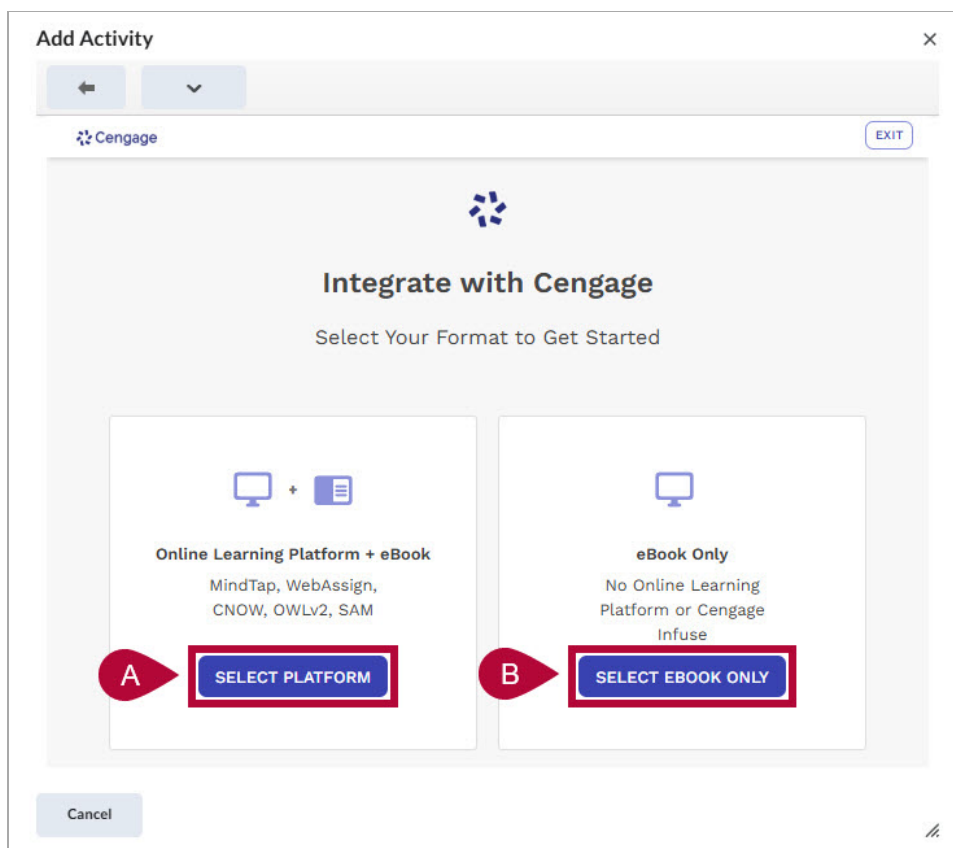 Add Activity
Cengage
EXIT
Integrate with Cengage
Select Your Format to Get Started
+
Online Learning Platform + eBook
MindTap, WebAssign,
CNOW, OWLv2, SAM
A
SELECT PLATFORM
eBook Only
No Online Learning
Platform or Cengage
Infuse
B
SELECT EBOOK ONLY
Cancel